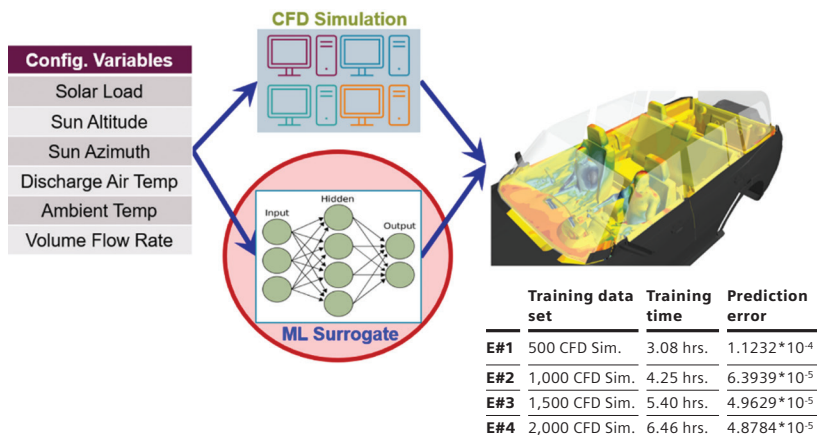 CFD Simulation
Config. Variables
Solar Load
Sun Altitude
Sun Azimuth
Discharge Air Temp
Ambient Temp
Volume Flow Rate
Hidden
Input
Output
ML Surrogate
Training data set Training time Prediction error
E#1 500 CFD Sim. 3.08 hrs. 1.1232*10-4
E#2 1,000 CFD Sim. 4.25 hrs. 6.3939*10-5
E#3 1,500 CFD Sim. 5.40 hrs. 4.9629*10-5
E#4 2,000 CFD Sim. 6.46 hrs. 4.8784*10-5